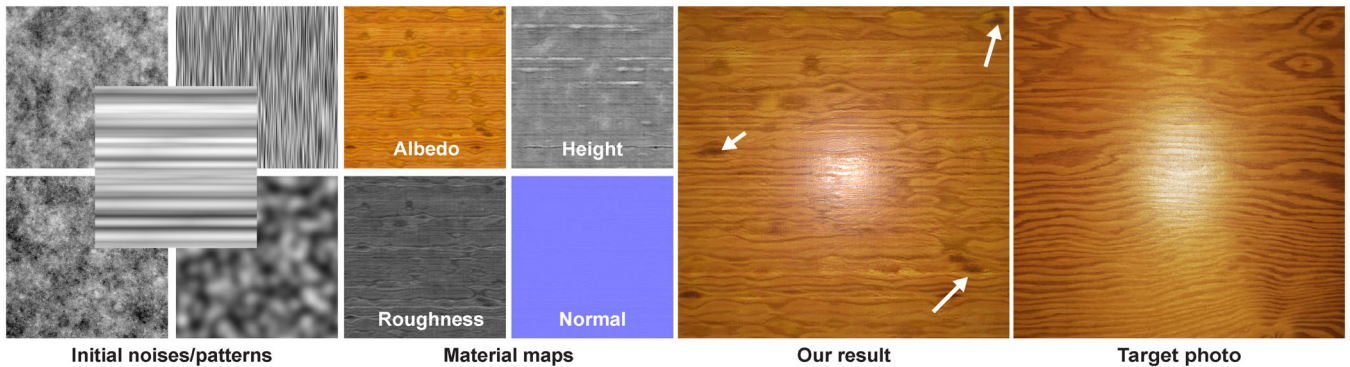 Albedo
Height
Roughness
Normal
Initial noises/patterns
Material maps
Our result
Target photo